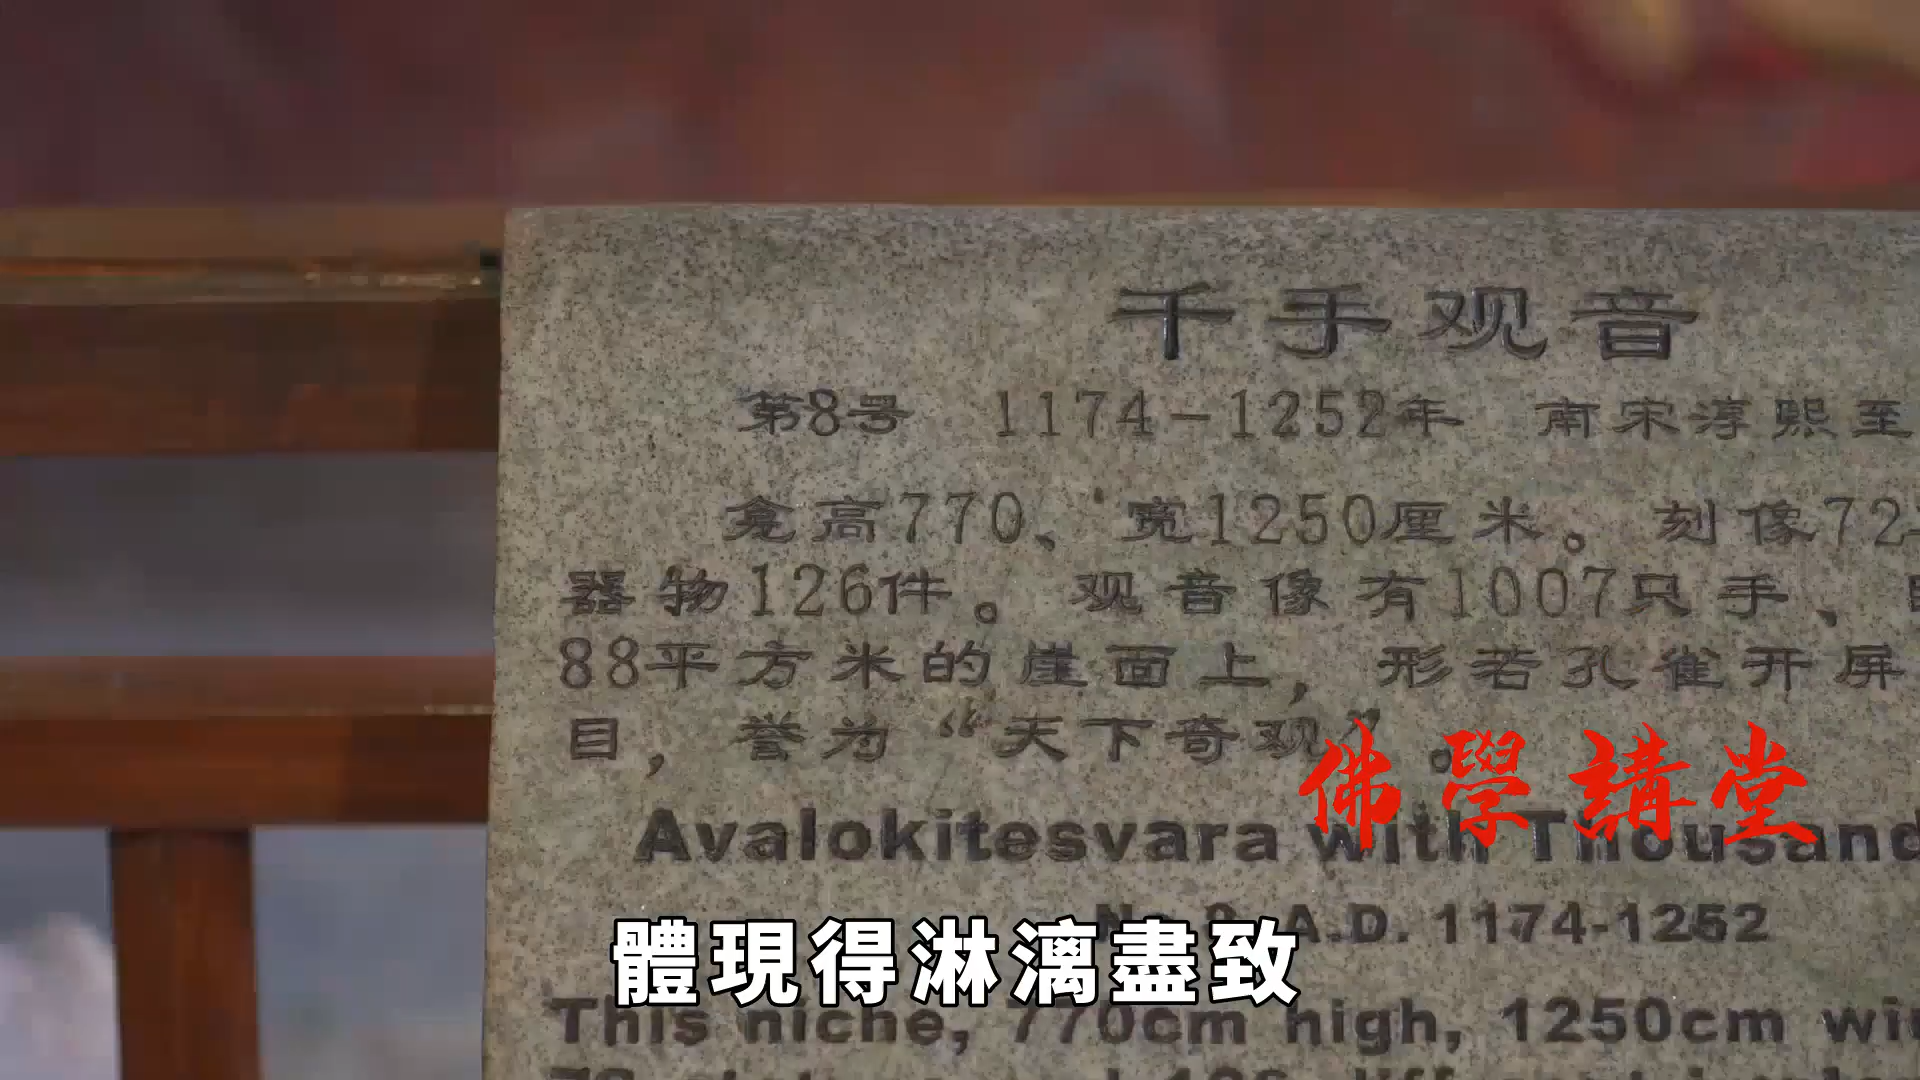 千手观音
第8号 1174-1252年 南宋淳熙至
龛高770、宽1250厘米。刻像72
器物126件。观音像有1007只手、
88平方米的崖面上，形若孔雀开屏
目，誉为“天下奇观”。
佛學講堂
Avalokitesvara with Thousand
No.8 A.D. 1174-1252
體現得淋漓盡致
This niche, 770cm high, 1250cm wi